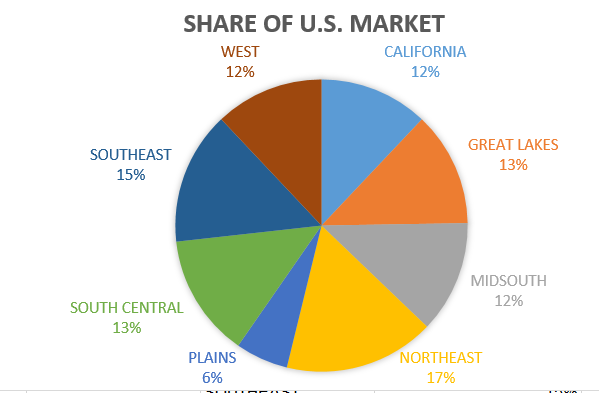 SHARE OF U.S. MARKET
WEST
12%
CALIFORNIA
12%
GREAT LAKES
13%
SOUTHEAST
15%
MIDSOUTH
12%
SOUTH CENTRAL
13%
PLAINS
6%
NORTHEAST
17%